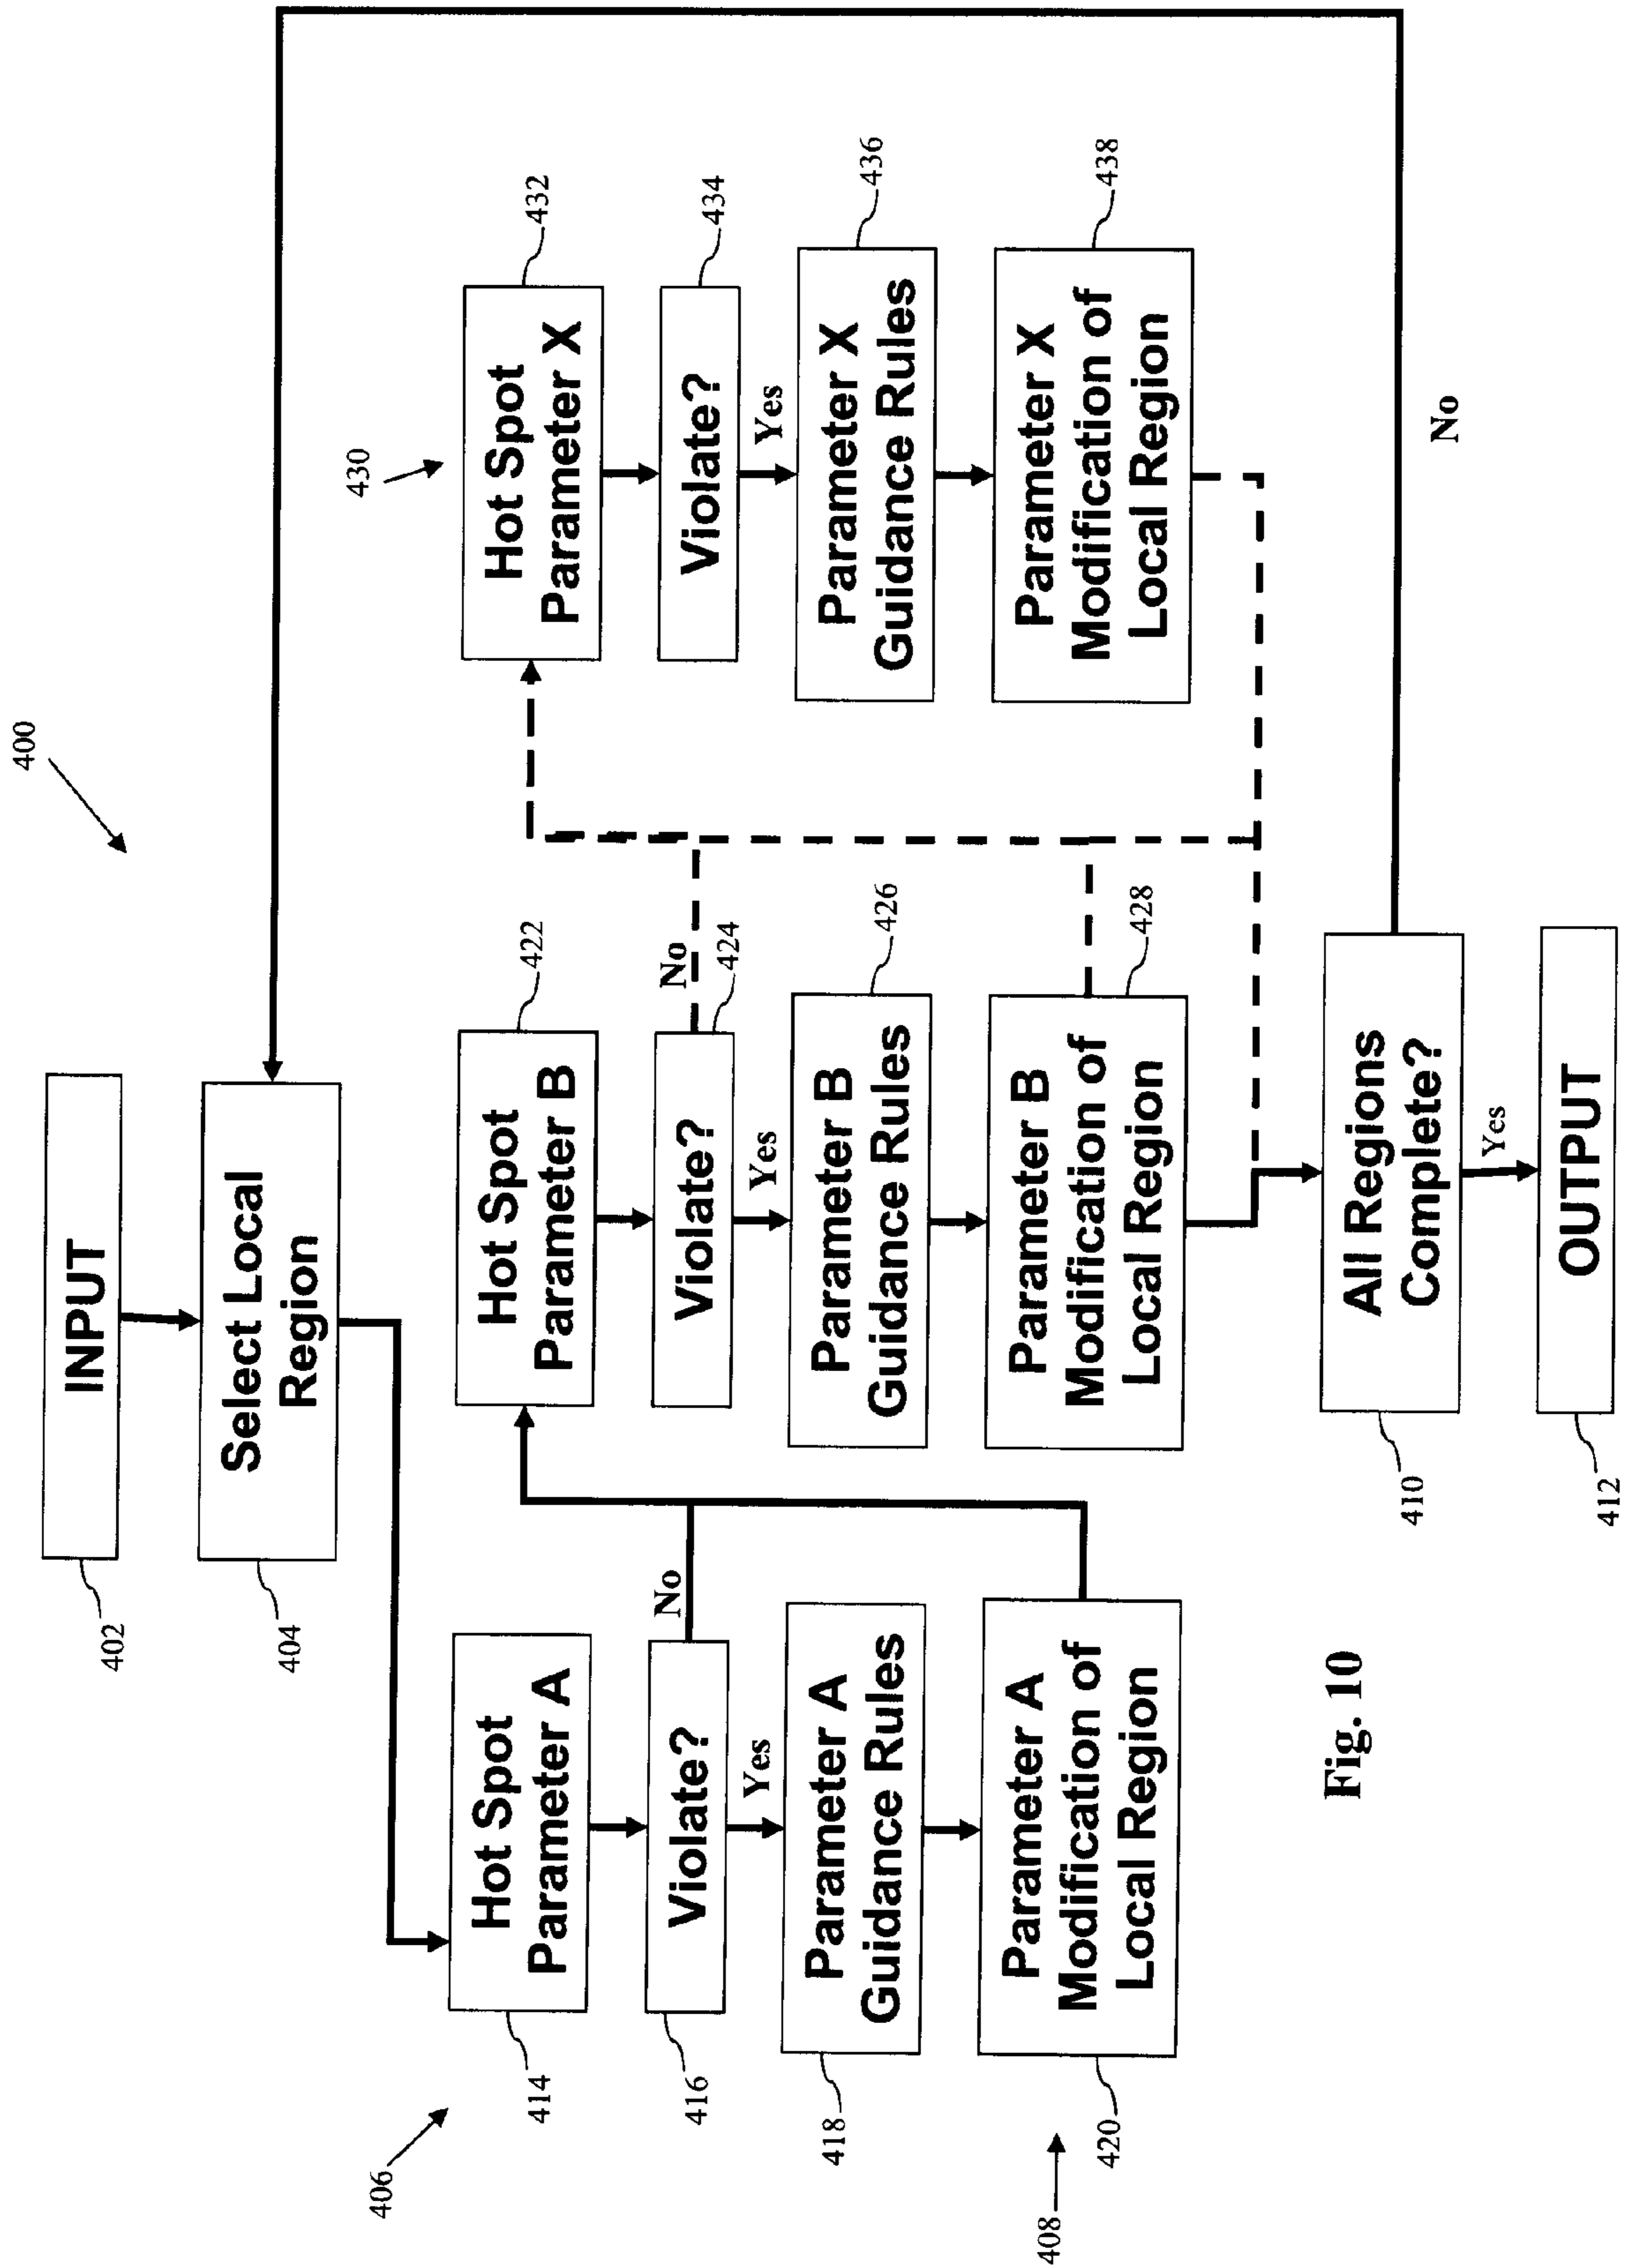 400
INPUT
402
Select Local
Region
404
406
Hot Spot
Parameter A
414
Violate?
416
No
Yes
Parameter A
Guidance Rules
418
408
Parameter A
Modification of
Local Region
420
Hot Spot
Parameter B
422
Violate?
424
No
Yes
Parameter B
Guidance Rules
426
Parameter B
Modification of
Local Region
428
430
Hot Spot
Parameter X
432
Violate?
434
Yes
Parameter X
Guidance Rules
436
Parameter X
Modification of
Local Region
438
All Regions
Complete?
410
No
Yes
OUTPUT
412
Fig. 10